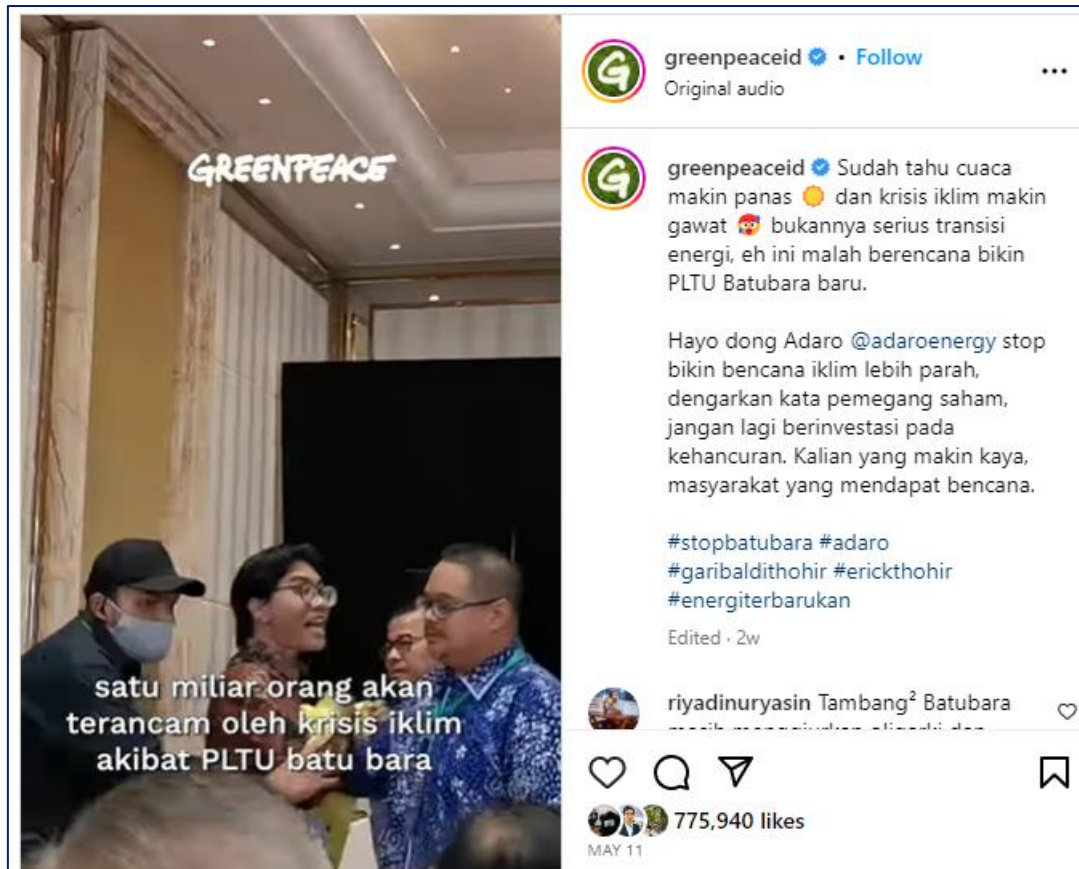 GREENPEACE
satu miliar orang akan
terancam oleh krisis iklim
akibat PLTU batu bara
greenpeaceid • Follow
Original audio
greenpeaceid Sudah tahu cuaca
makin panas ☀️ dan krisis iklim makin
gawat 🥵 bukannya serius transisi
energi, eh ini malah berencana bikin
PLTU Batubara baru.
Hayo dong Adaro @adaroenergy stop
bikin bencana iklim lebih parah,
dengarkan kata pemegang saham,
jangan lagi berinvestasi pada
kehancuran. Kalian yang makin kaya,
masyarakat yang mendapat bencana.
#stopbatubara #adaro
#garibaldithohir #erickthohir
#energiterbarukan
Edited · 2w
riyadinuryasin Tambang² Batubara
775,940 likes
MAY 11